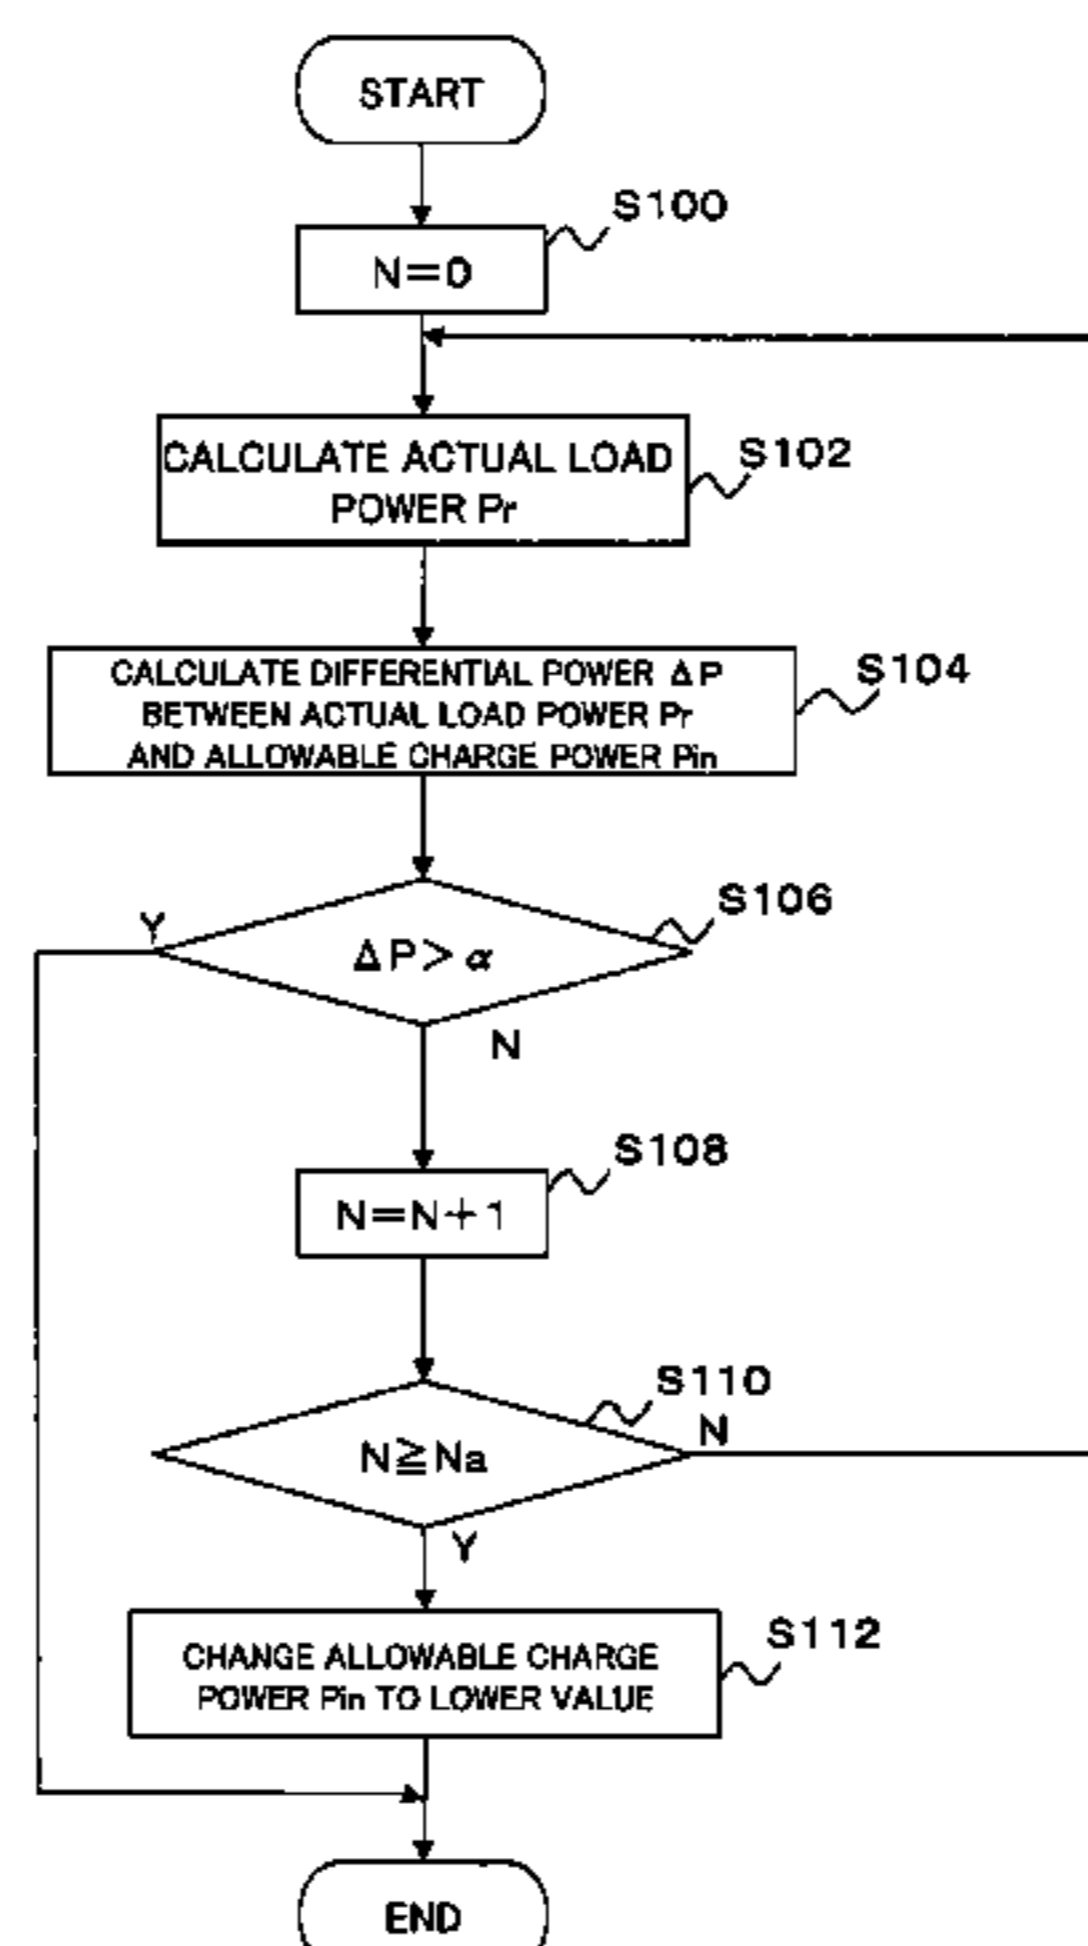 START
S100
N=0
S102
CALCULATE ACTUAL LOAD
POWER Pr
S104
CALCULATE DIFFERENTIAL POWER ΔP
BETWEEN ACTUAL LOAD POWER Pr
AND ALLOWABLE CHARGE POWER Pin
S106
Y
ΔP>α
N
S108
N=N+1
S110
N≧Na
N
Y
S112
CHANGE ALLOWABLE CHARGE
POWER Pin TO LOWER VALUE
END